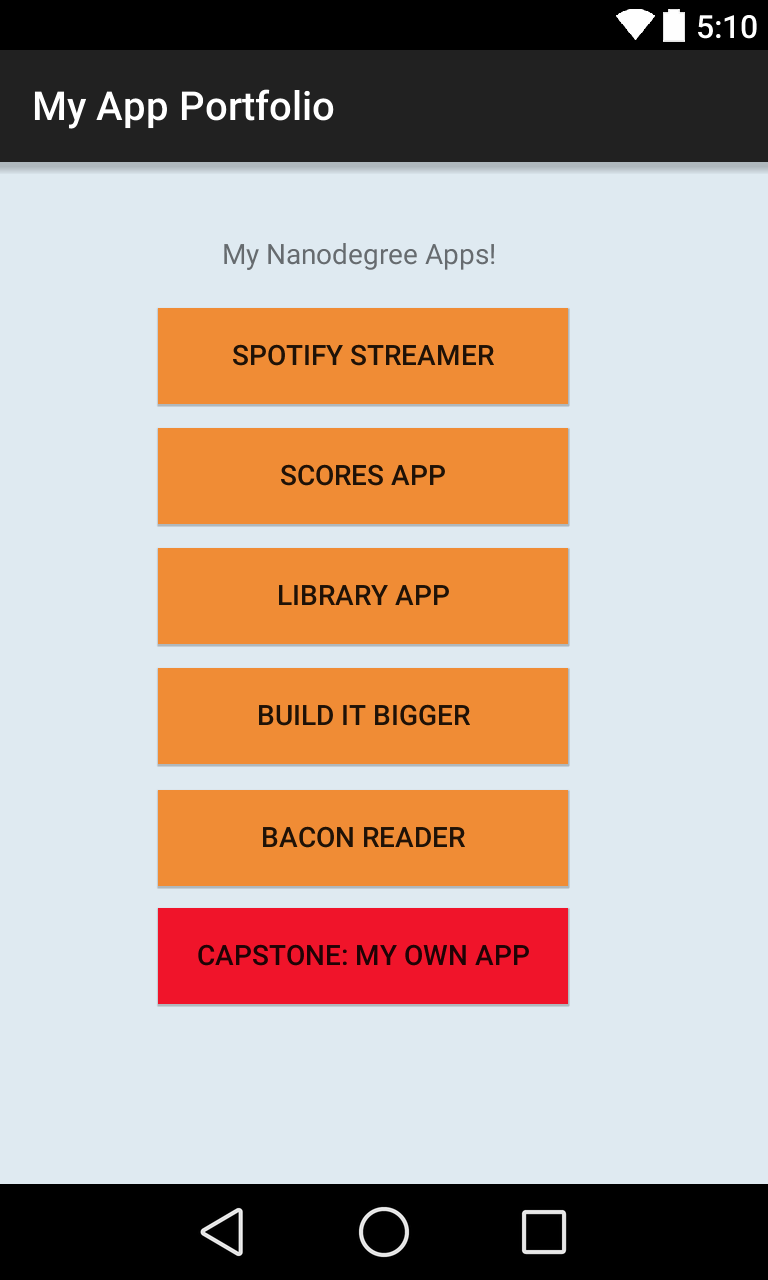 5:10
My App Portfolio
My Nanodegree Apps!
SPOTIFY STREAMER
SCORES APP
LIBRARY APP
BUILD IT BIGGER
BACON READER
CAPSTONE: MY OWN APP